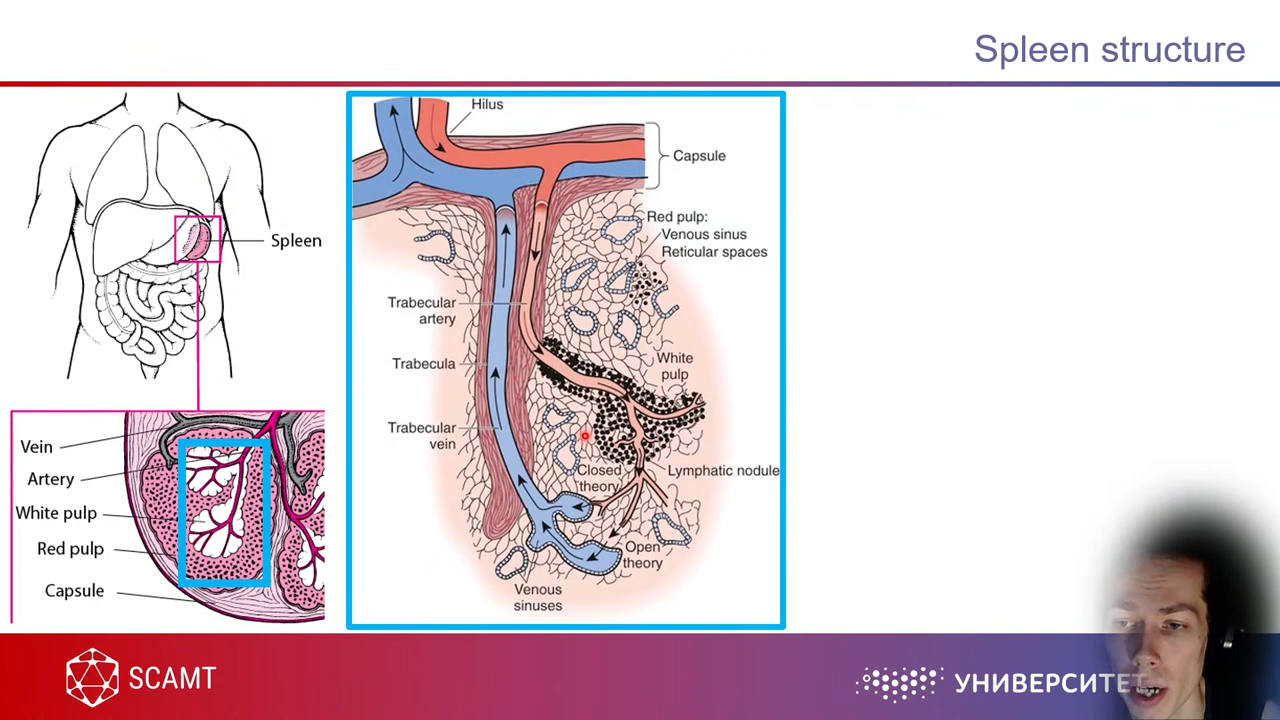 Spleen structure
Spleen
Vein
Artery
White pulp
Red pulp
Capsule
Hilus
Capsule
Red pulp:
Venous sinus
Reticular spaces
Trabecular
artery
Trabecula
White
pulp
Trabecular
vein
Closed
theory
Lymphatic nodule
Open
theory
Venous
sinuses
SCAMT
УНИВЕРСИТЕТ